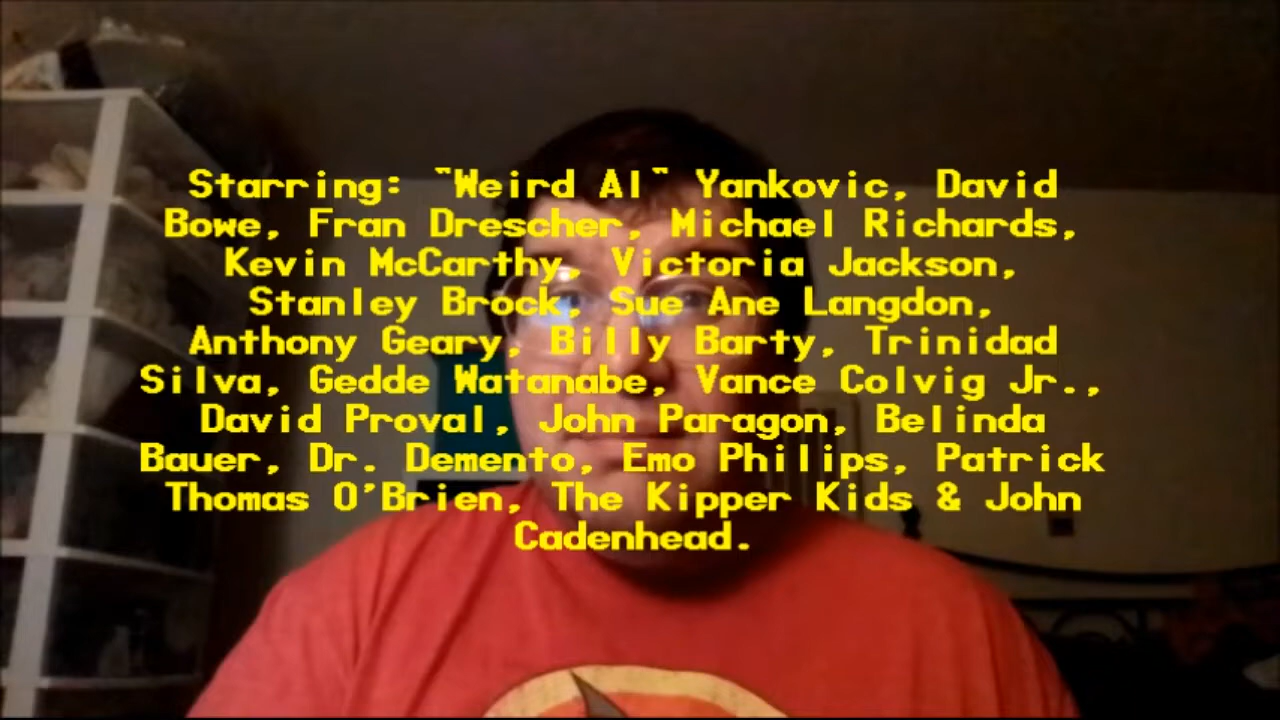 Starring: "Weird Al" Yankovic, David
Bowe, Fran Drescher, Michael Richards,
Kevin McCarthy, Victoria Jackson,
Stanley Brock, Sue Ane Langdon,
Anthony Geary, Billy Barty, Trinidad
Silva, Gedde Watanabe, Vance Colvig Jr.,
David Proval, John Paragon, Belinda
Bauer, Dr. Demento, Emo Philips, Patrick
Thomas O'Brien, The Kipper Kids & John
Cadenhead.